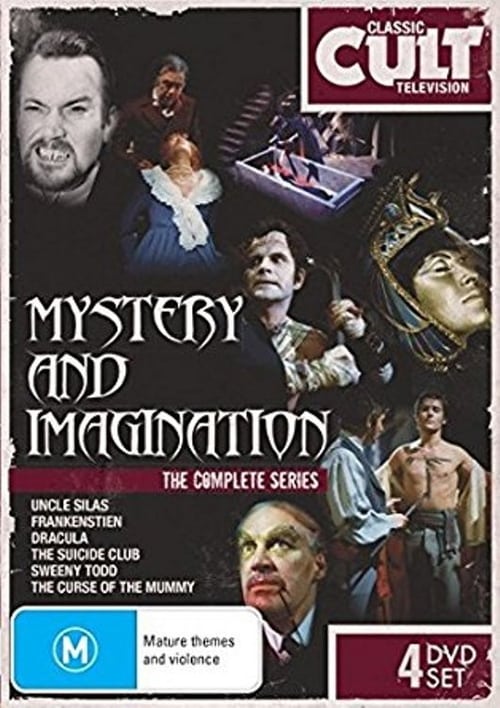 CLASSIC
CULT
TELEVISION
MYSTERY
AND
IMAGINATION
THE COMPLETE SERIES
UNCLE SILAS
FRANKENSTIEN
DRACULA
THE SUICIDE CLUB
SWEENY TODD
THE CURSE OF THE MUMMY
M
Mature themes
and violence
4 DVD
SET